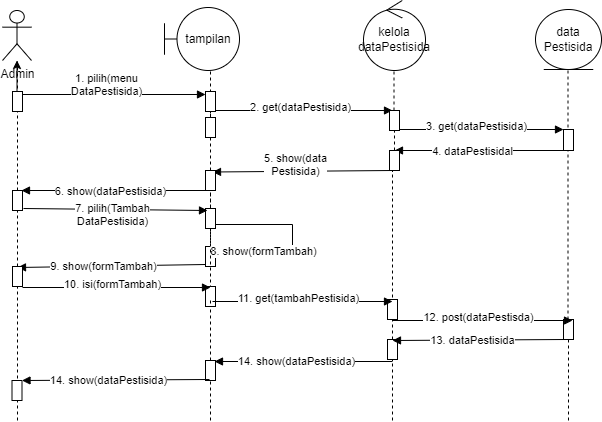 Admin
tampilan
kelola
dataPestisida
data
Pestisida
1. pilih(menu
DataPestisida)
2. get(dataPestisida)
3. get(dataPestisida)
4. dataPestisidal
5. show(data
Pestisida)
6. show(dataPestisida)
7. pilih(Tambah
DataPestisida)
8. show(formTambah)
9. show(formTambah)
10. isi(formTambah)
11. get(tambahPestisida)
12. post(dataPestisda)
13. dataPestisida
14. show(dataPestisida)
14. show(dataPestisida)